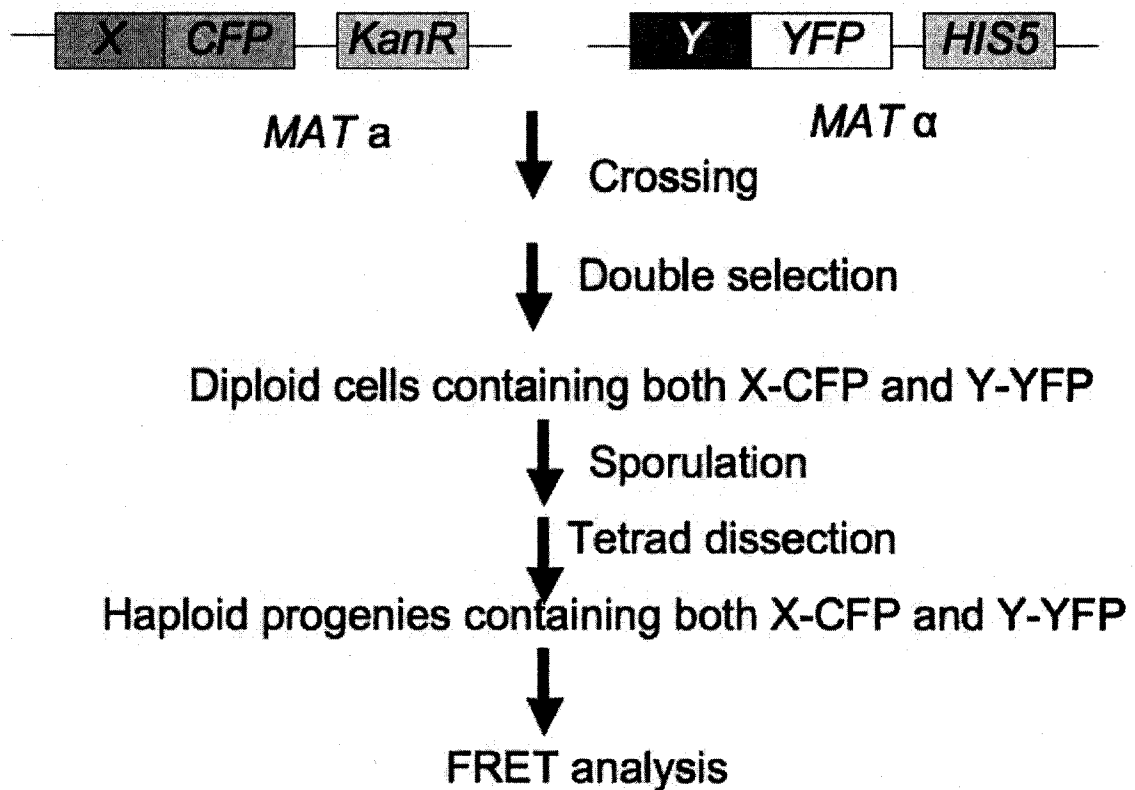 X CFP KanR Y YFP HIS5
MAT a MAT α
Crossing
Double selection
Diploid cells containing both X-CFP and Y-YFP
Sporulation
Tetrad dissection
Haploid progenies containing both X-CFP and Y-YFP
FRET analysis